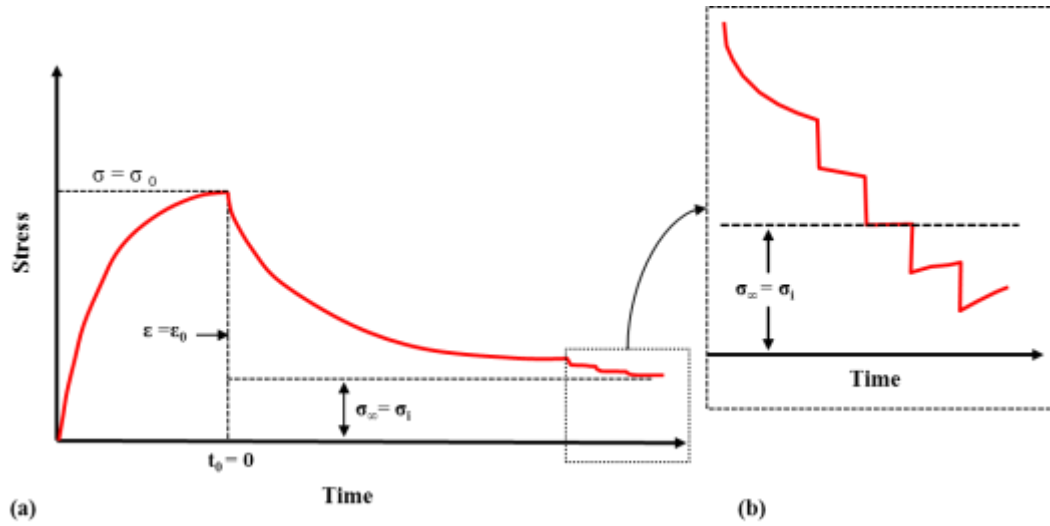 σ = σ 0
Stress
ε =ε0
σ∞= σi
t0 = 0
Time
(a)
σ∞= σi
Time
(b)